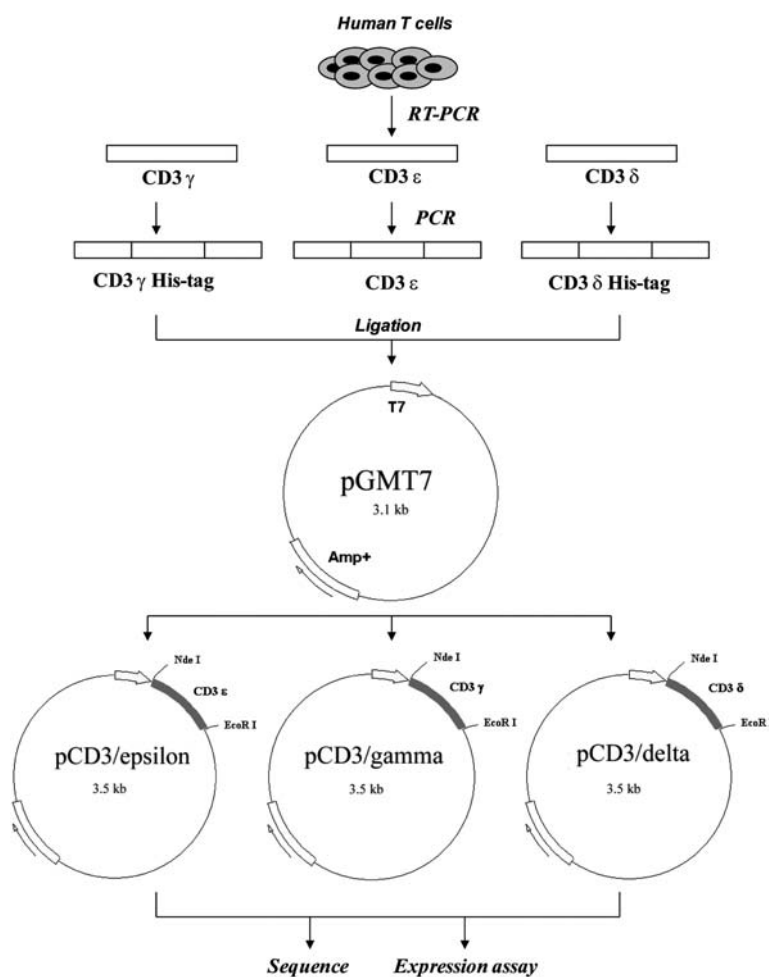 Human T cells
RT-PCR
CD3 γ
CD3 ε
CD3 δ
PCR
CD3 γ His-tag
CD3 ε
CD3 δ His-tag
Ligation
T7
pGMT7
3.1 kb
Amp+
Nde I
CD3 ε
EcoR I
pCD3/epsilon
3.5 kb
Nde I
CD3 γ
EcoR I
pCD3/gamma
3.5 kb
Nde I
CD3 δ
EcoR I
pCD3/delta
3.5 kb
Sequence
Expression assay